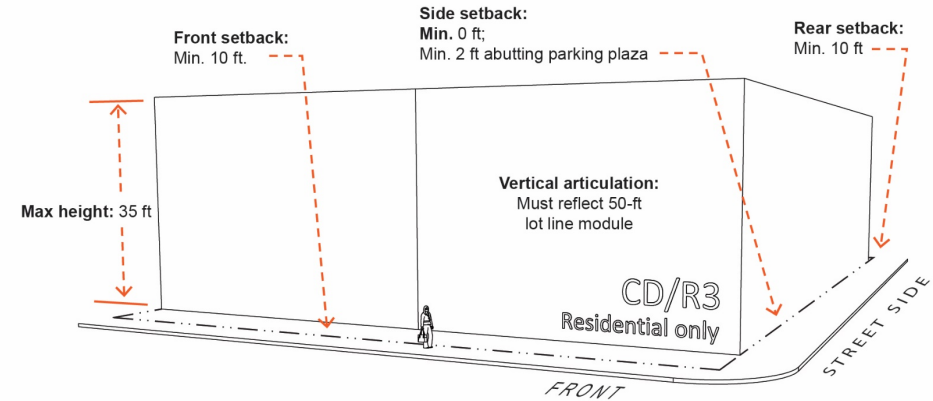 Front setback:
Min. 10 ft.
Side setback:
Min. 0 ft;
Min. 2 ft abutting parking plaza
Rear setback:
Min. 10 ft
Max height: 35 ft
Vertical articulation:
Must reflect 50-ft
lot line module
CD/R3
Residential only
FRONT
STREET SIDE